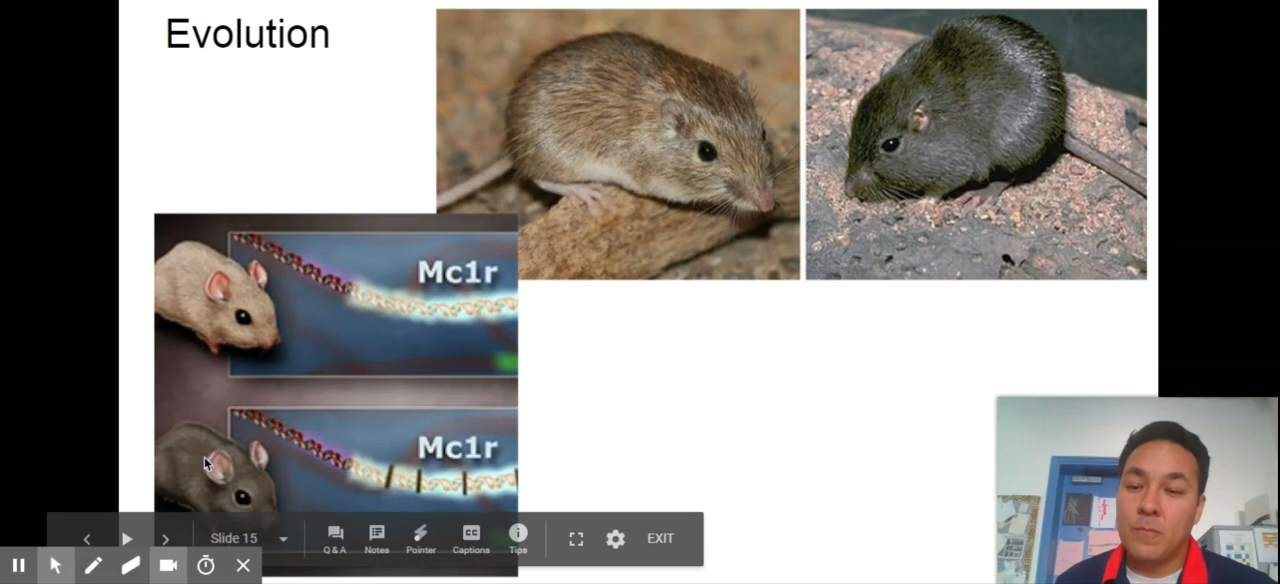 Evolution
Mc1r
Mc1r
Slide 15
Q & A
Notes
Pointer
Captions
Tips
EXIT